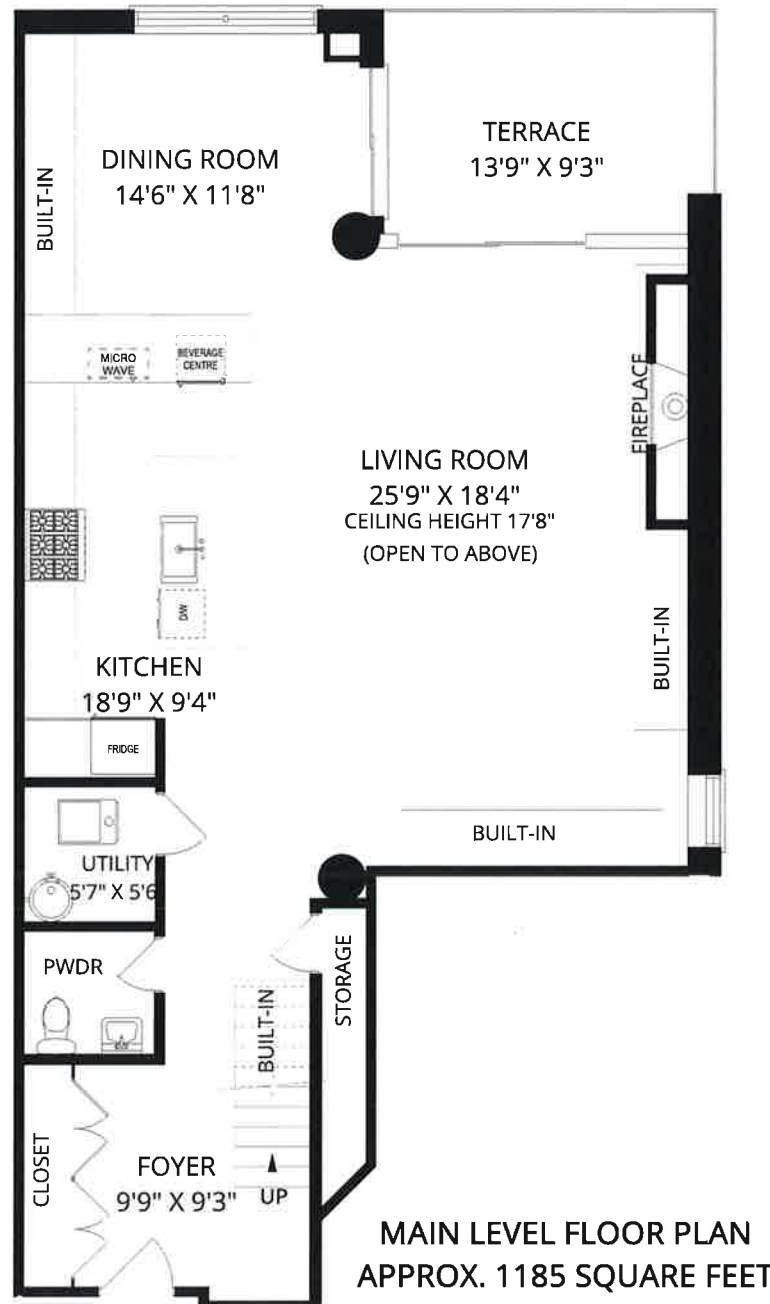 TERRACE
13'9" X 9'3"
DINING ROOM
14'6" X 11'8"
BUILT-IN
MICRO
WAVE
BEVERAGE
CENTRE
FIREPLACE
LIVING ROOM
25'9" X 18'4"
CEILING HEIGHT 17'8"
(OPEN TO ABOVE)
DW
BUILT-IN
KITCHEN
18'9" X 9'4"
FRIDGE
BUILT-IN
UTILITY
5'7" X 5'6
PWDR
STORAGE
BUILT-IN
CLOSET
FOYER
9'9" X 9'3"
UP
MAIN LEVEL FLOOR PLAN
APPROX. 1185 SQUARE FEET